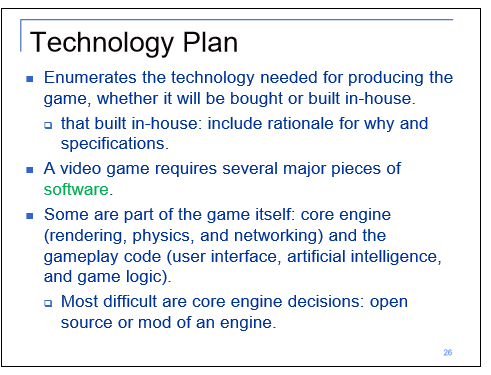 Technology Plan
Enumerates the technology needed for producing the
game, whether it will be bought or built in-house.
that built in-house: include rationale for why and
specifications.
A video game requires several major pieces of
software.
Some are part of the game itself: core engine
(rendering, physics, and networking) and the
gameplay code (user interface, artificial intelligence,
and game logic).
Most difficult are core engine decisions: open
source or mod of an engine.
26